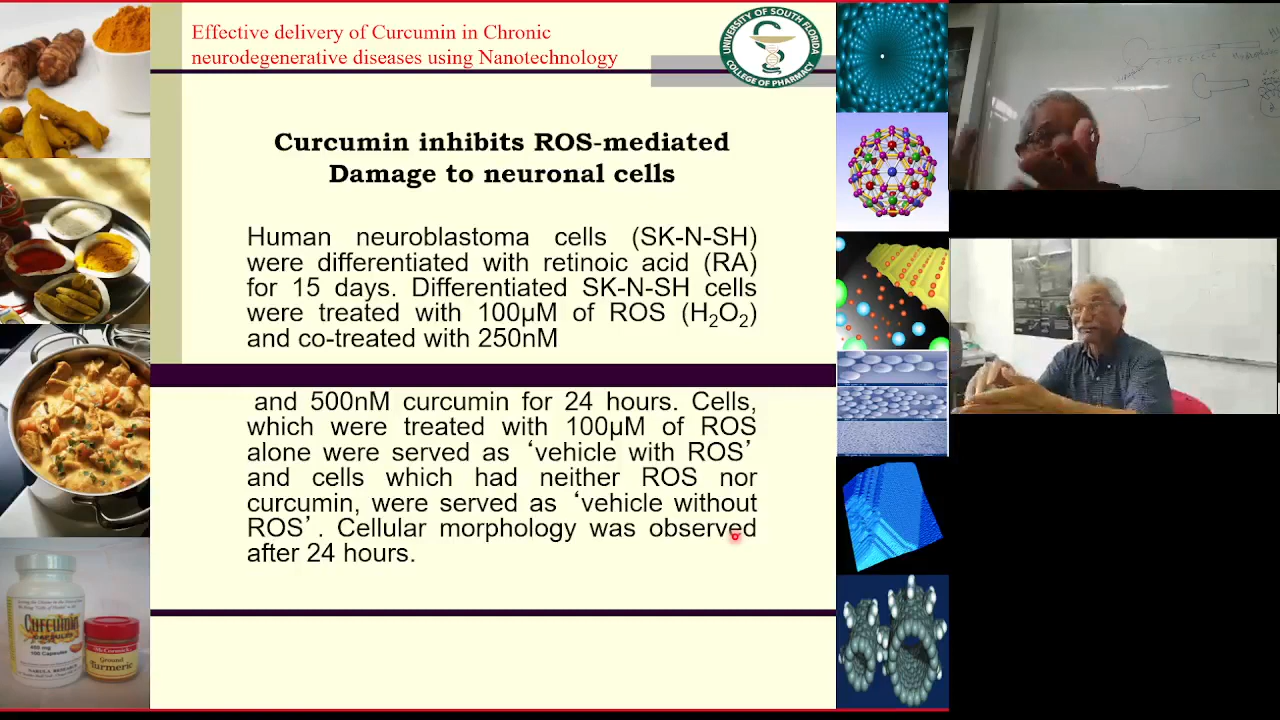 Effective delivery of Curcumin in Chronic
neurodegenerative diseases using Nanotechnology
UNIVERSITY OF SOUTH FLORIDA
COLLEGE OF PHARMACY
Curcumin inhibits ROS-mediated
Damage to neuronal cells
Human neuroblastoma cells (SK-N-SH)
were differentiated with retinoic acid (RA)
for 15 days. Differentiated SK-N-SH cells
were treated with 100µM of ROS (H₂O₂)
and co-treated with 250nM
and 500nM curcumin for 24 hours. Cells,
which were treated with 100µM of ROS
alone were served as ‘vehicle with ROS’
and cells which had neither ROS nor
curcumin, were served as ‘vehicle without
ROS’. Cellular morphology was observed
after 24 hours.
Curcumin
CAPSULES
Ground
Turmeric